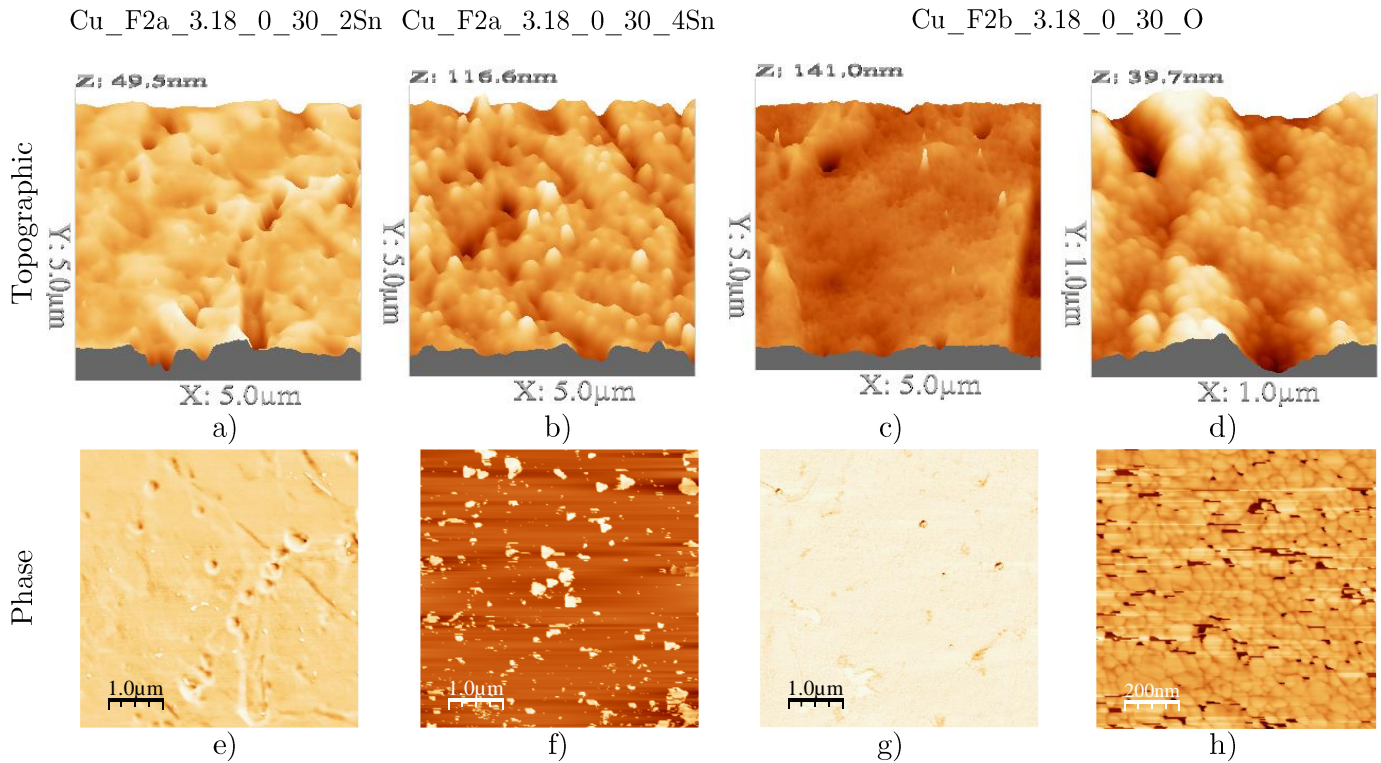 Cu_F2a_3.18_0_30_2Sn Cu_F2a_3.18_0_30_4Sn Cu_F2b_3.18_0_30_O
Topographic
Z: 49.5nm
Y: 5.0µm
X: 5.0µm
a)
Z: 116.6nm
Y: 5.0µm
X: 5.0µm
b)
Z: 141.0nm
Y: 5.0µm
X: 5.0µm
c)
Z: 39.7nm
Y: 1.0µm
X: 1.0µm
d)
Phase
1.0µm
e)
1.0µm
f)
1.0µm
g)
200nm
h)